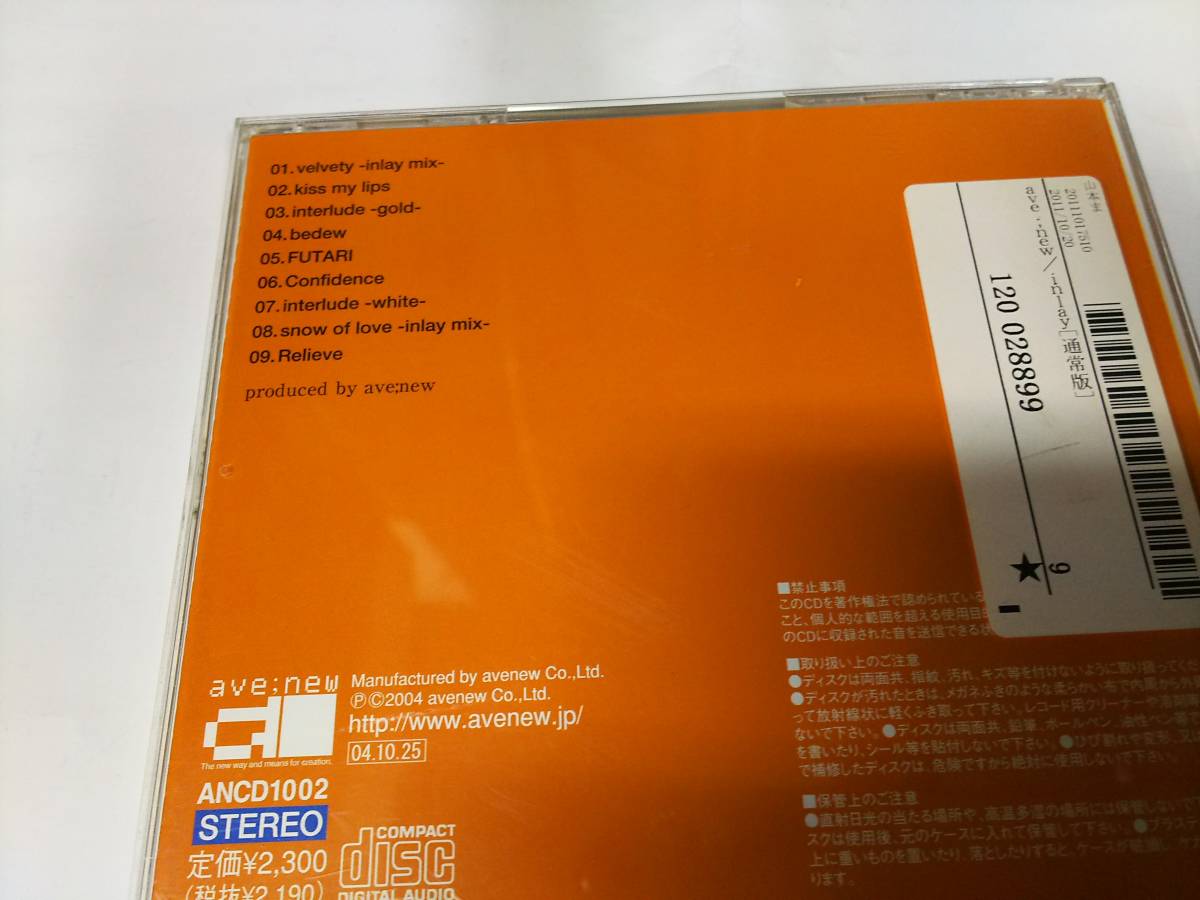 01.velvety -inlay mix-
02.kiss my lips
03.interlude -gold-
04.bedew
05.FUTARI
06.Confidence
07.interlude -white-
08.snow of love -inlay mix-
09.Relieve
produced by ave;new
2011017510
2011/10/20
ave;new/inlay[通常版]
120 028899
★
9
■禁止事項
このCDを著作権法で認められている
こと、個人的な範囲を超える使用目的
のCDに収録された音を送信できる状
■取り扱い上のご注意
●ディスクは両面共、指紋、汚れ、キズ等を付けないように取り扱ってくだ
●ディスクが汚れたときは、メガネふきのような柔らかい布で内周から外
って放射線状に軽くふき取って下さい。レコード用クリーナーや溶剤
ないで下さい。●ディスクは両面共、鉛筆、ボールペン、油性ペン等で
を書いたり、シール等を貼付しないで下さい。●ひび割れや変形、又
で補修したディスクは、危険ですから絶対に使用しないで下さい。
■保管上のご注意
●直射日光の当たる場所や、高温多湿の場所には保管しないで
スクは使用後、元のケースに入れて保管して下さい。●プラス
上に重いものを置いたり、落としたりすると、ケースが破損し、ケガ
ります。
ave;new
The new way and means for creation.
Manufactured by avenew Co.,Ltd.
ⓅⒸ2004 avenew Co.,Ltd.
http://www.avenew.jp/
04.10.25
ANCD1002
STEREO
定価¥2,300
(税抜¥2,190)
COMPACT
disc
DIGITAL AUDIO